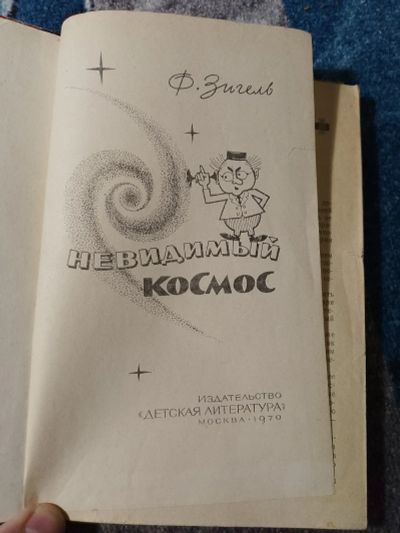 Ф. Зигель
НЕВИДИМЫЙ
КОСМОС
ИЗДАТЕЛЬСТВО
«ДЕТСКАЯ ЛИТЕРАТУРА»
МОСКВА · 1970